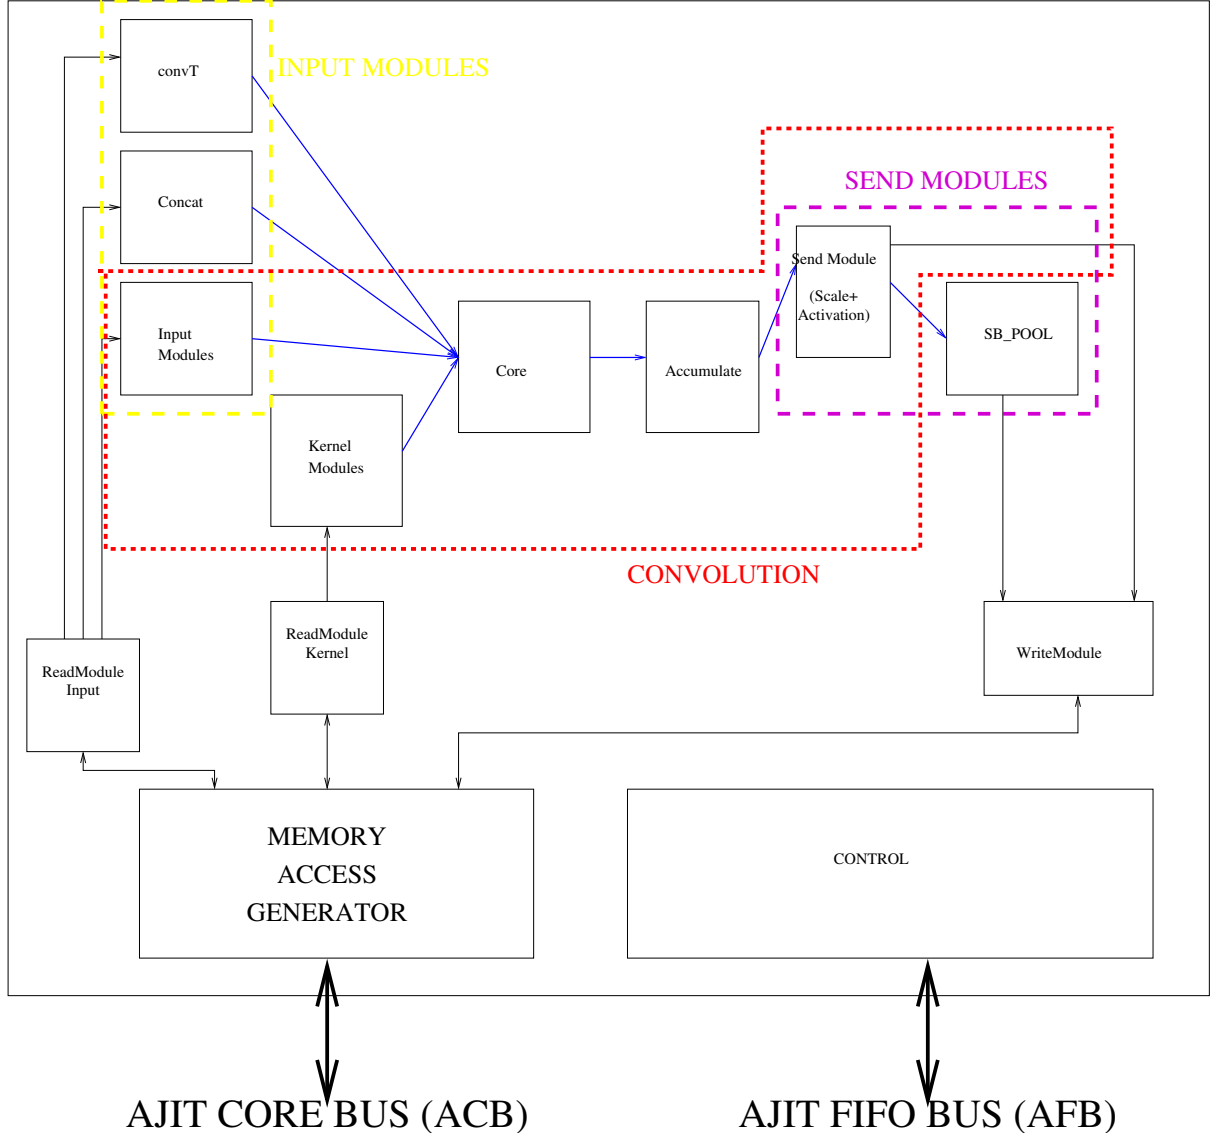 convT
INPUT MODULES
Concat
SEND MODULES
Send Module
(Scale+
Activation)
Input
Modules
SB_POOL
Core
Accumulate
Kernel
Modules
CONVOLUTION
ReadModule
Kernel
ReadModule
Input
WriteModule
MEMORY
ACCESS
GENERATOR
CONTROL
AJIT CORE BUS (ACB)
AJIT FIFO BUS (AFB)